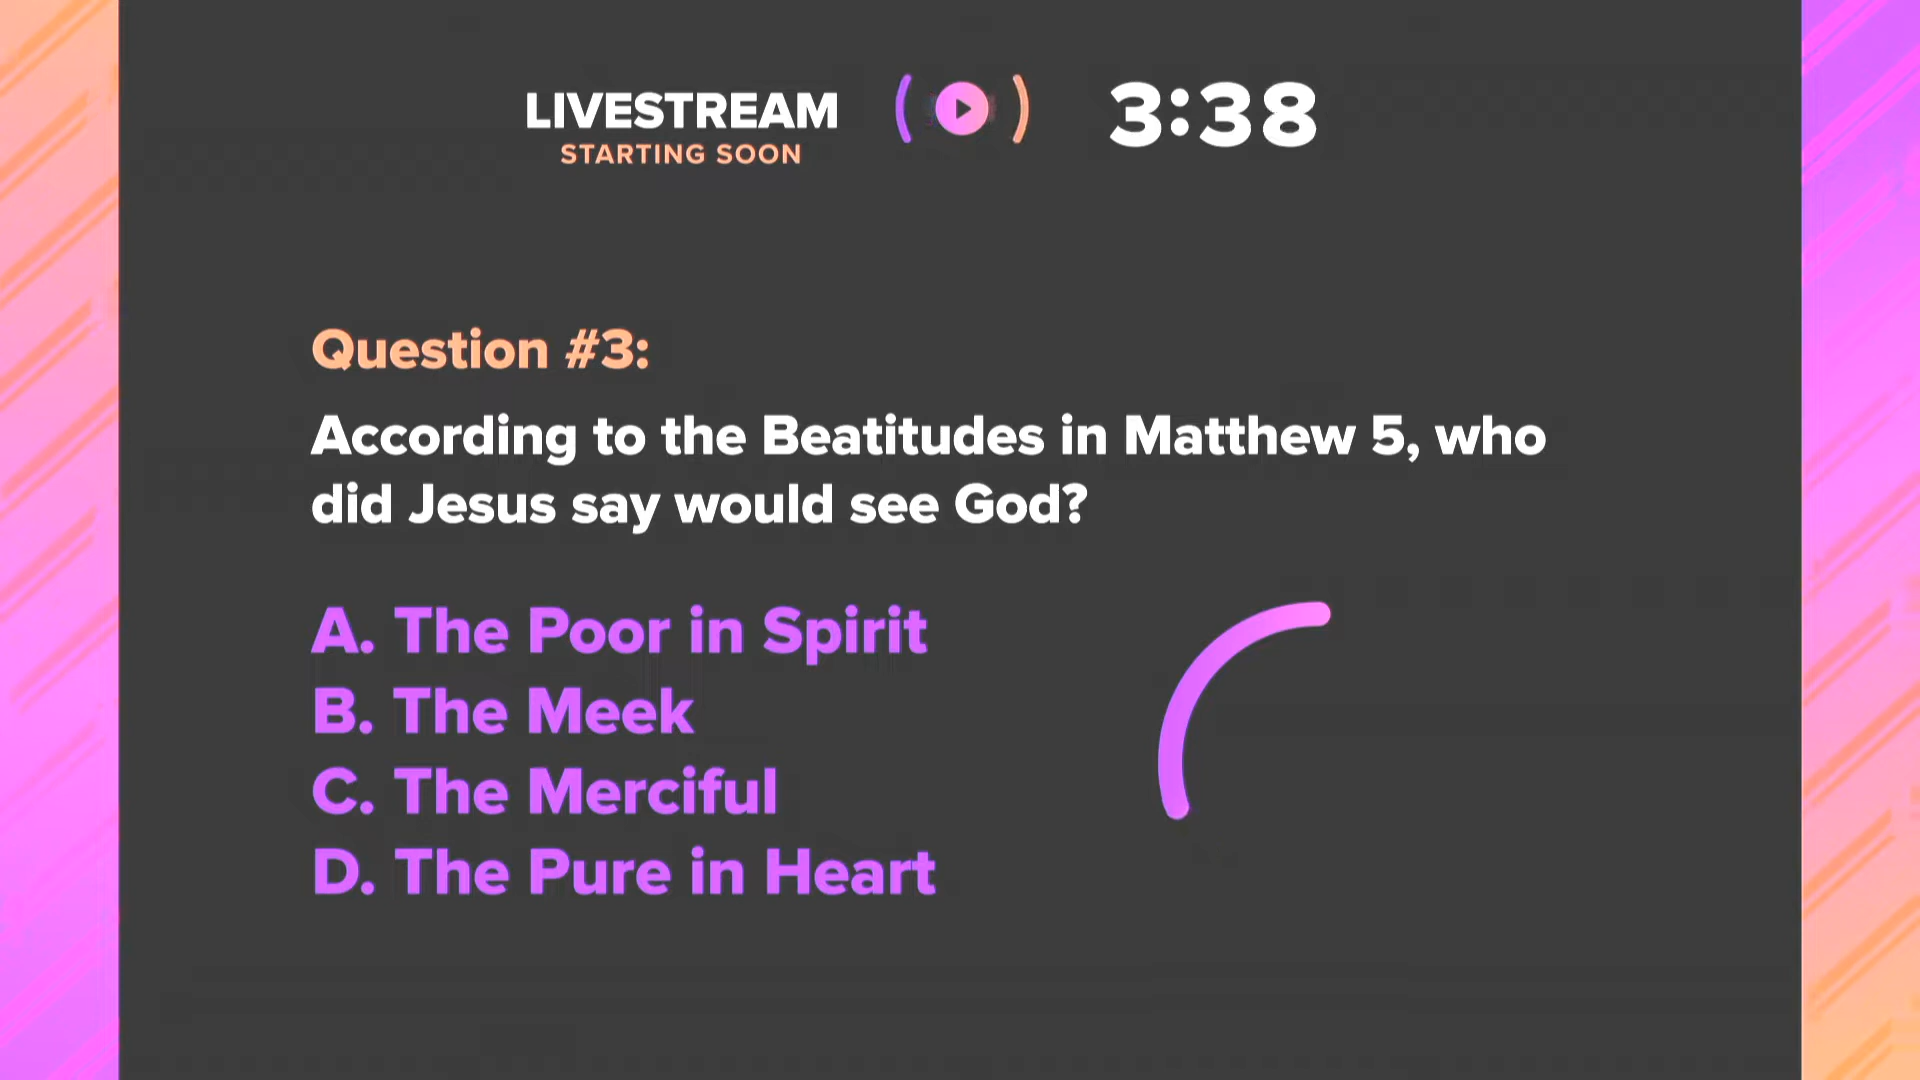 LIVESTREAM
STARTING SOON
3:38
Question #3:
According to the Beatitudes in Matthew 5, who
did Jesus say would see God?
A. The Poor in Spirit
B. The Meek
C. The Merciful
D. The Pure in Heart